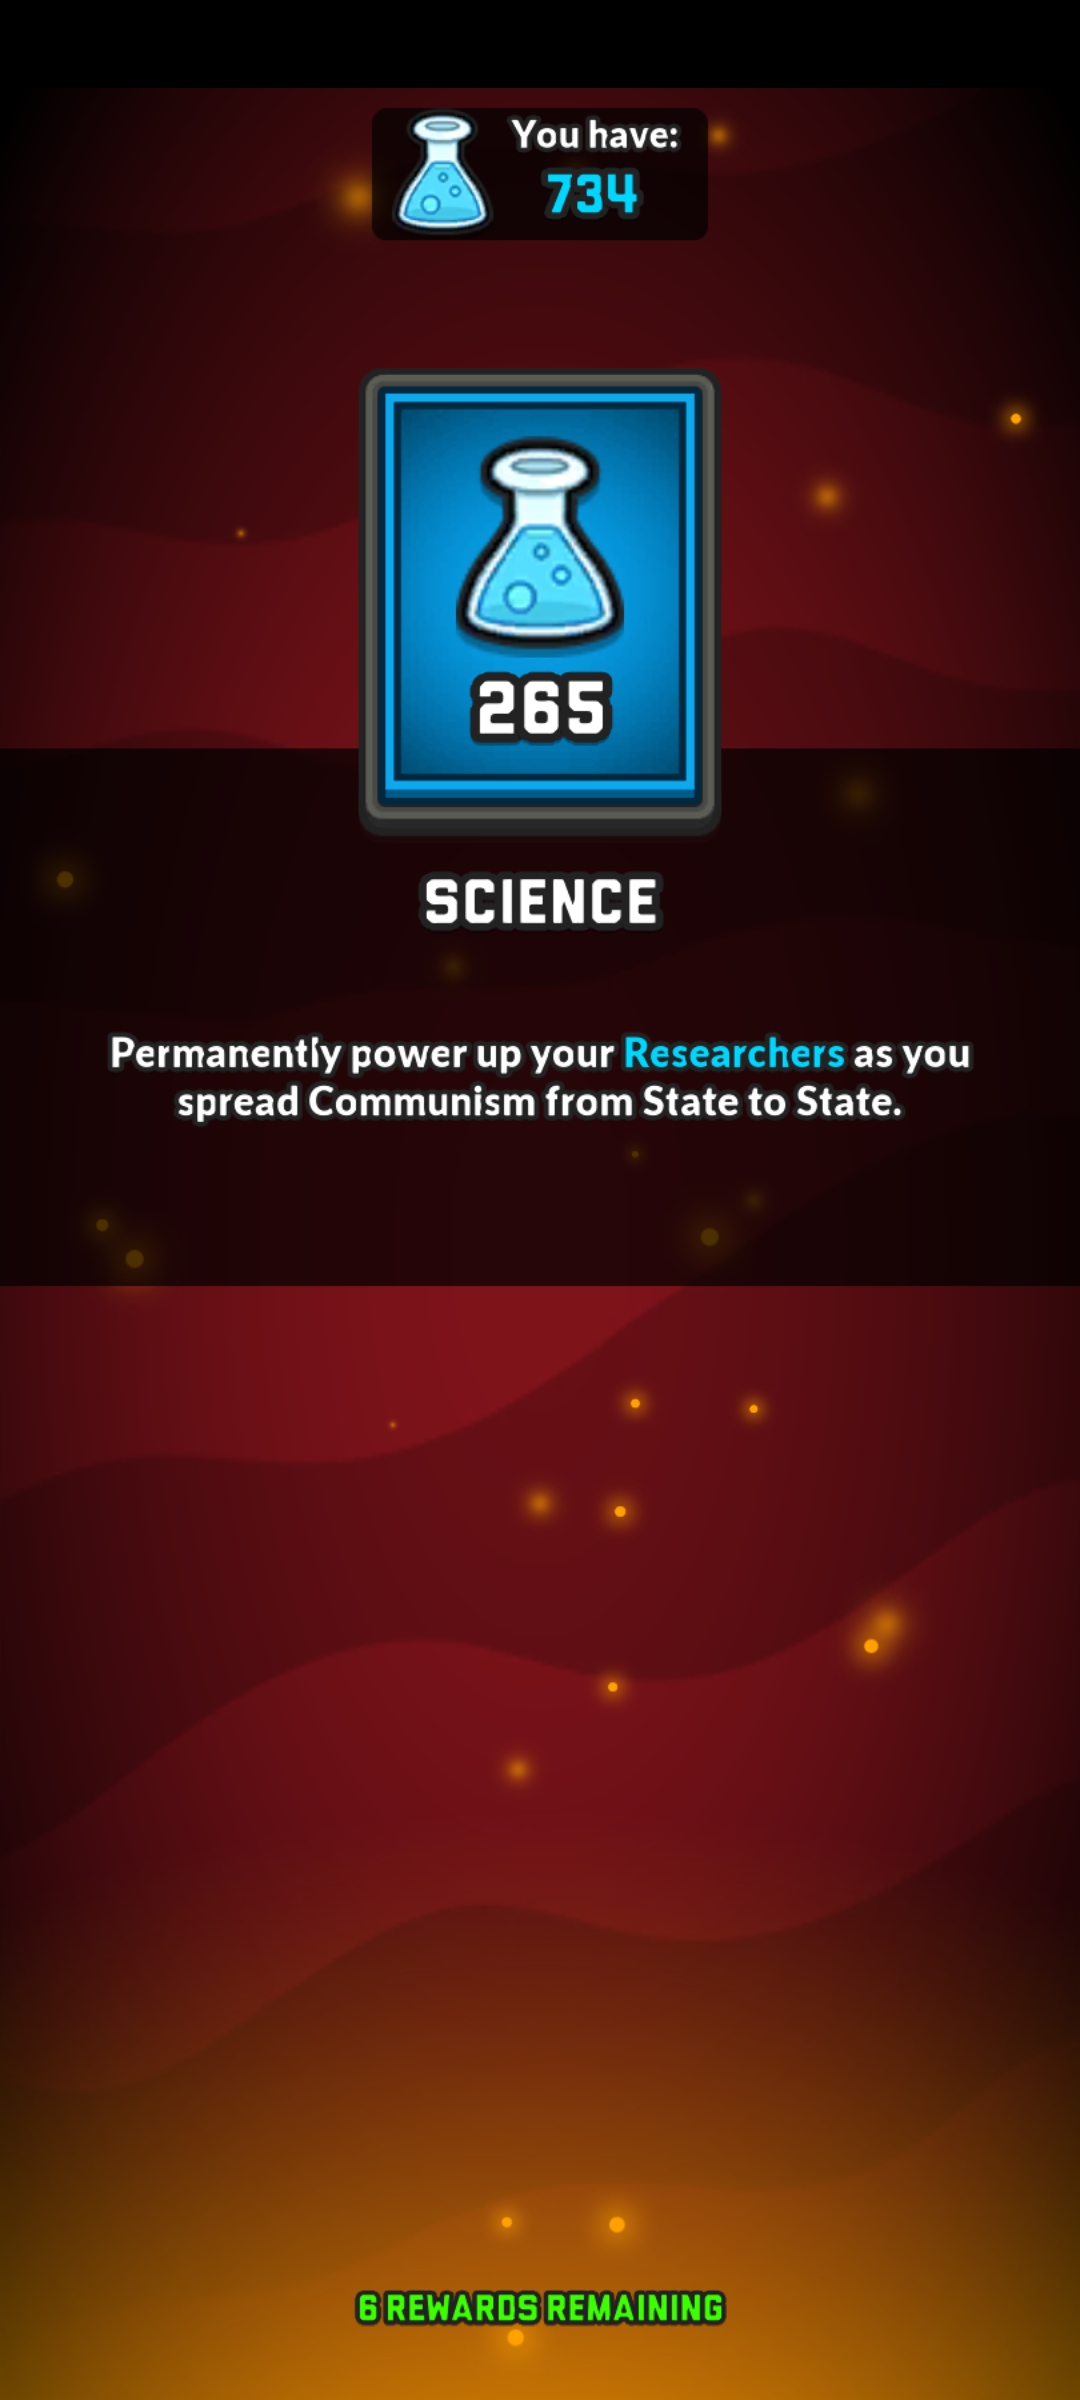 You have:
734
265
SCIENCE
Permanently power up your Researchers as you
spread Communism from State to State.
6 REWARDS REMAINING